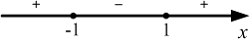 + − +
-1 1 x